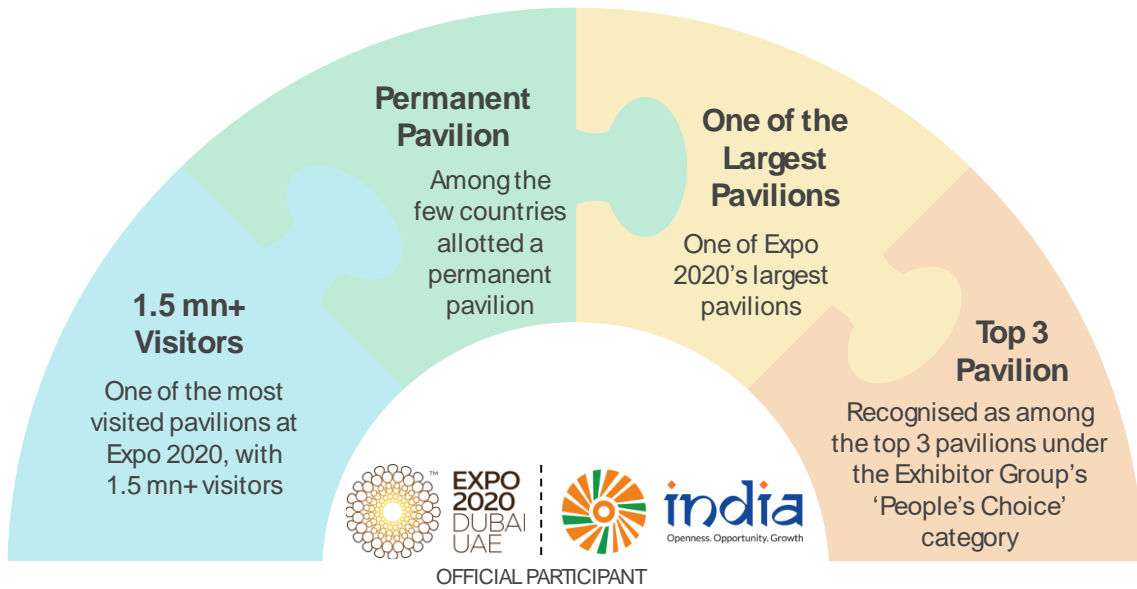 1.5 mn+
Visitors
One of the most
visited pavilions at
Expo 2020, with
1.5 mn+ visitors
Permanent
Pavilion
Among the
few countries
allotted a
permanent
pavilion
One of the
Largest
Pavilions
One of Expo
2020’s largest
pavilions
Top 3
Pavilion
Recognised as among
the top 3 pavilions under
the Exhibitor Group’s
‘People’s Choice’
category
EXPO
2020
DUBAI
UAE
™
india
Openness. Opportunity. Growth
OFFICIAL PARTICIPANT